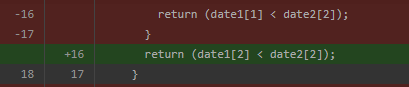 -16 return (date1[1] < date2[2]);
-17 }
+16 return (date1[2] < date2[2]);
18 17 }